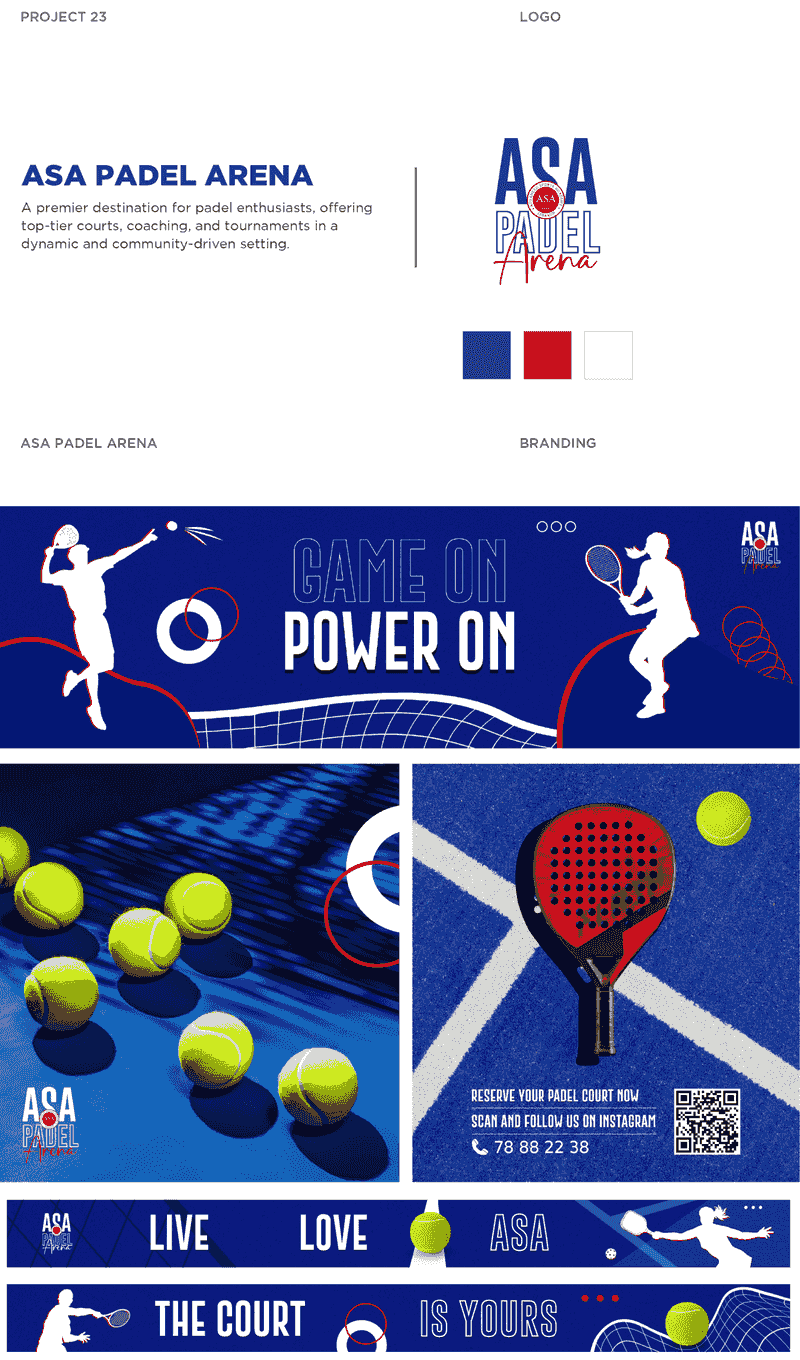 PROJECT 23
LOGO
ASA PADEL ARENA
A premier destination for padel enthusiasts, offering
top-tier courts, coaching, and tournaments in a
dynamic and community-driven setting.
ASA
ASA
PADEL
Arena
ASA PADEL ARENA
BRANDING
GAME ON
POWER ON
ASA
PADEL
Arena
ASA
ASA
PADEL
Arena
RESERVE YOUR PADEL COURT NOW
SCAN AND FOLLOW US ON INSTAGRAM
78 88 22 38
ASA
PADEL
Arena
LIVE
LOVE
ASA
THE COURT
IS YOURS